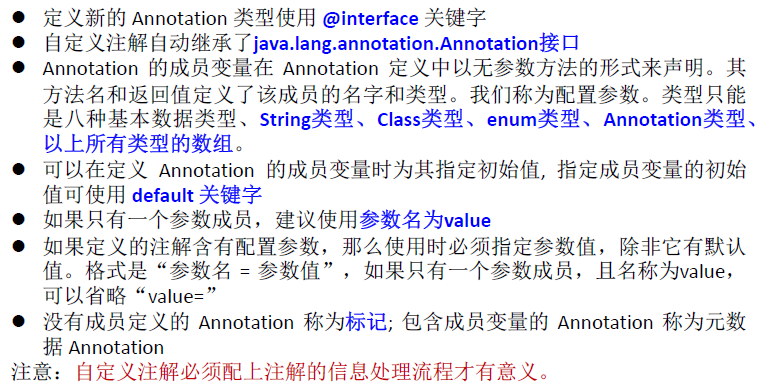 ● 定义新的 Annotation 类型使用 @interface 关键字
● 自定义注解自动继承了java.lang.annotation.Annotation接口
● Annotation 的成员变量在 Annotation 定义中以无参数方法的形式来声明。其
方法名和返回值定义了该成员的名字和类型。我们称为配置参数。类型只能
是八种基本数据类型、String类型、Class类型、enum类型、Annotation类型、
以上所有类型的数组。
● 可以在定义 Annotation 的成员变量时为其指定初始值, 指定成员变量的初始
值可使用 default 关键字
● 如果只有一个参数成员，建议使用参数名为value
● 如果定义的注解含有配置参数，那么使用时必须指定参数值，除非它有默认
值。格式是“参数名 = 参数值”，如果只有一个参数成员，且名称为value，
可以省略“value=”
● 没有成员定义的 Annotation 称为标记; 包含成员变量的 Annotation 称为元数
据 Annotation
注意：自定义注解必须配上注解的信息处理流程才有意义。